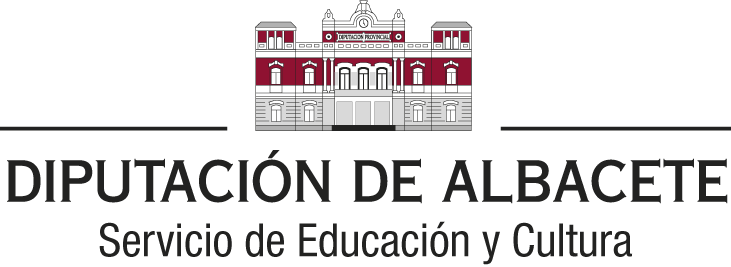 DIPUTACION PROVINCIAL
DIPUTACIÓN DE ALBACETE
Servicio de Educación y Cultura